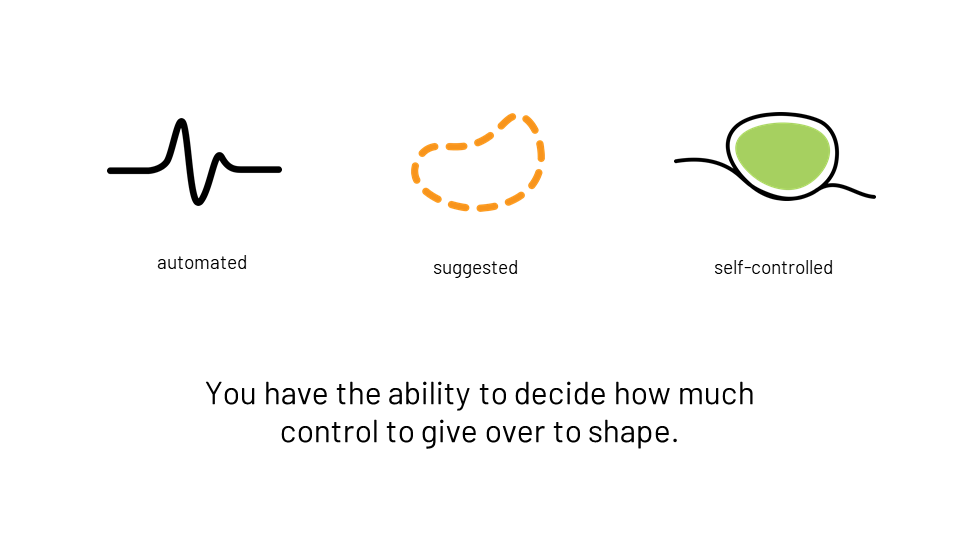 automated
suggested
self-controlled
You have the ability to decide how much
control to give over to shape.